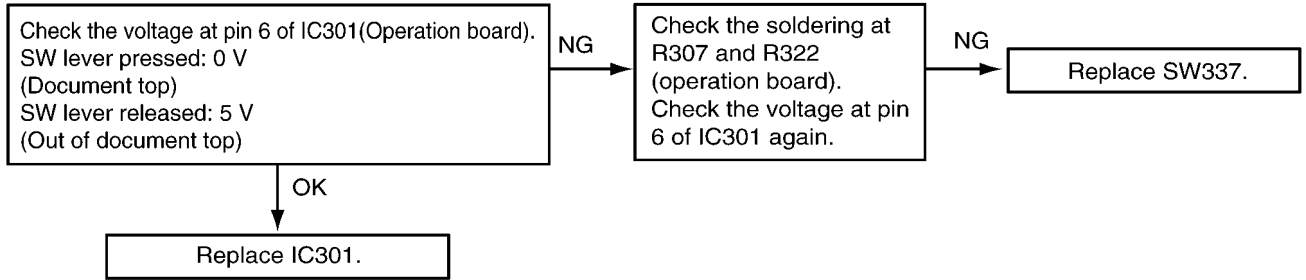 Check the voltage at pin 6 of IC301(Operation board).
SW lever pressed: 0 V
(Document top)
SW lever released: 5 V
(Out of document top)
NG
Check the soldering at
R307 and R322
(operation board).
Check the voltage at pin
6 of IC301 again.
NG
Replace SW337.
OK
Replace IC301.